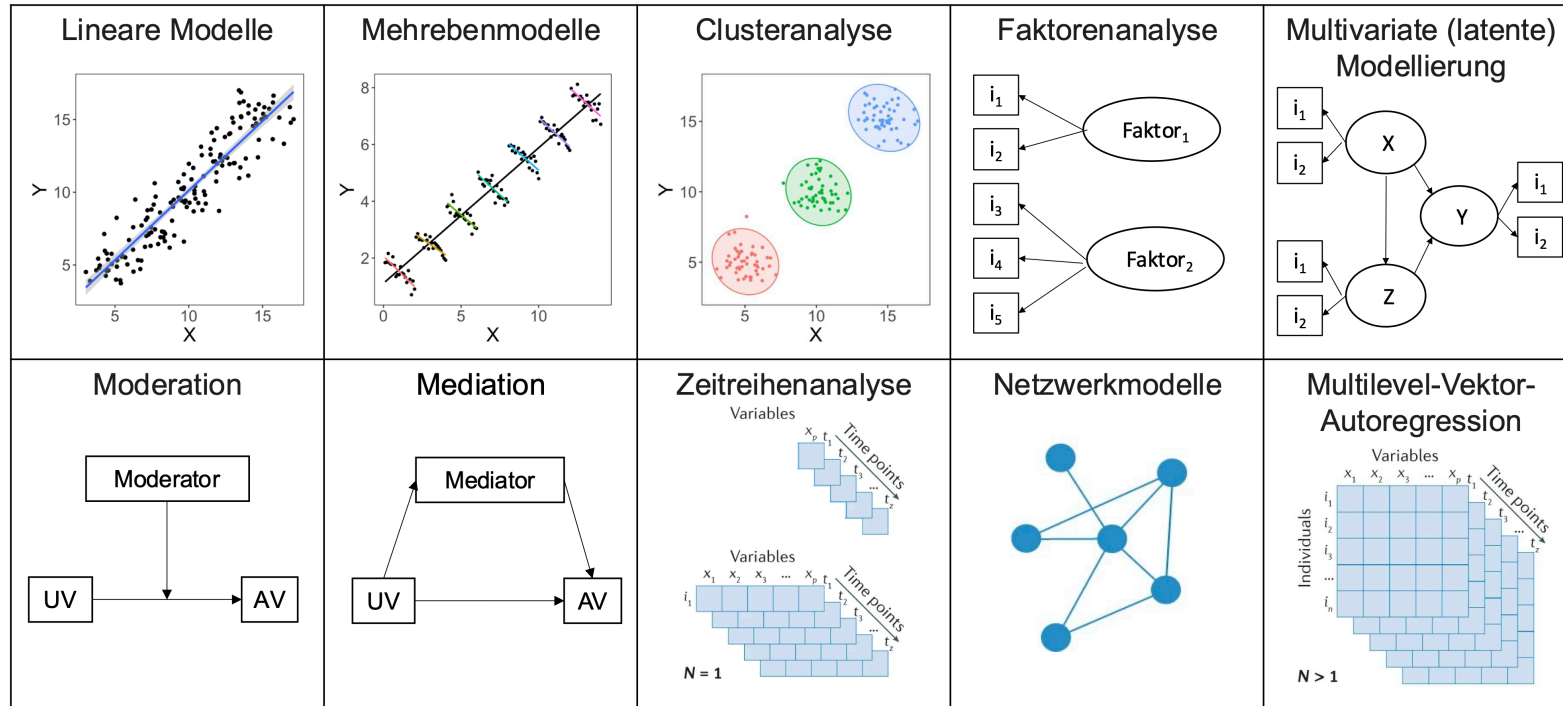 Lineare Modelle
Y
15
10
5
5 10 15
X
Mehrebenmodelle
Y
8
6
4
2
0 5 10
X
Clusteranalyse
Y
15
10
5
5 10 15
X
Faktorenanalyse
i1
i2
i3
i4
i5
Faktor1
Faktor2
Multivariate (latente)
Modellierung
i1
i2
X
Y
i1
i2
i1
i2
Z
Moderation
Moderator
UV
AV
Mediation
Mediator
UV
AV
Zeitreihenanalyse
Variables
xp t1
t2
t3
...
tz
Time points
Variables
x1 x2 x3 ... xp t1
t2
t3
...
tz
Time points
i1
N = 1
Netzwerkmodelle
Multilevel-Vektor-
Autoregression
Variables
x1 x2 x3 ... xp t1
t2
t3
...
tz
Time points
Individuals
i1
i2
i3
...
in
N > 1